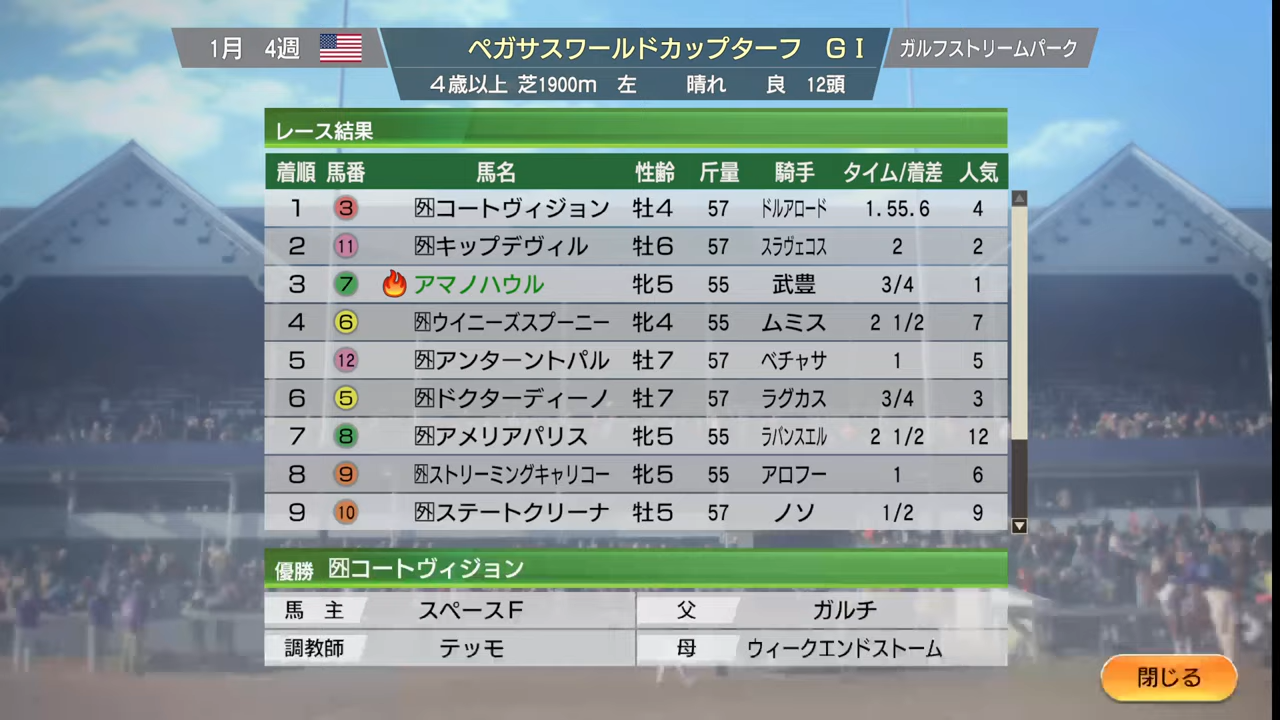 1月 4週 ペガサスワールドカップターフ GⅠ ガルフストリームパーク
4歳以上 芝1900m 左 晴れ 良 12頭
レース結果
着順 馬番 馬名 性齢 斤量 騎手 タイム/着差 人気
1 3 外コートヴィジョン 牡4 57 ドルアロード 1.55.6 4
2 11 外キップデヴィル 牡6 57 スラヴェコス 2 2
3 7 アマノハウル 牝5 55 武豊 3/4 1
4 6 外ウイニーズスプーニー 牝4 55 ムミス 2 1/2 7
5 12 外アンターントパル 牡7 57 ベチャサ 1 5
6 5 外ドクターディーノ 牡7 57 ラグカス 3/4 3
7 8 外アメリアパリス 牝5 55 ラバンスエル 2 1/2 12
8 9 外ストリーミングキャリコー 牝5 55 アロフー 1 6
9 10 外ステートクリーナ 牡5 57 ノソ 1/2 9
優勝 外コートヴィジョン
馬主 スペースF 父 ガルチ
調教師 テッモ 母 ウィークエンドストーム
閉じる